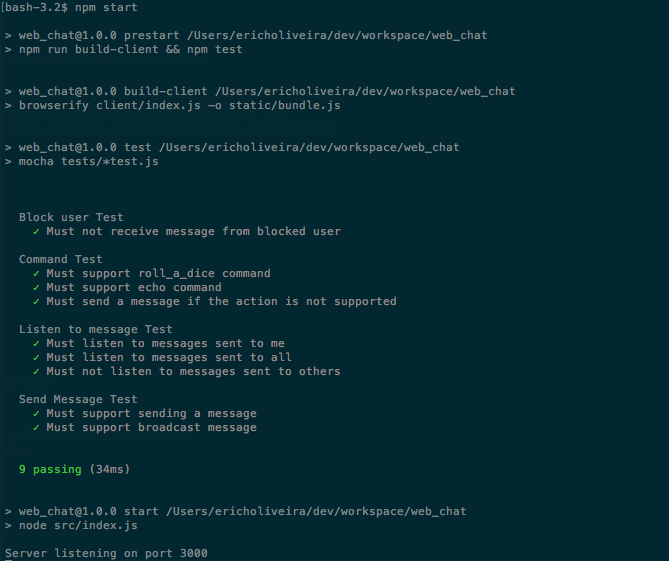 [bash-3.2$ npm start
> web_chat@1.0.0 prestart /Users/ericholiveira/dev/workspace/web_chat
> npm run build-client && npm test
> web_chat@1.0.0 build-client /Users/ericholiveira/dev/workspace/web_chat
> browserify client/index.js -o static/bundle.js
> web_chat@1.0.0 test /Users/ericholiveira/dev/workspace/web_chat
> mocha tests/*test.js
Block user Test
✓ Must not receive message from blocked user
Command Test
✓ Must support roll_a_dice command
✓ Must support echo command
✓ Must send a message if the action is not supported
Listen to message Test
✓ Must listen to messages sent to me
✓ Must listen to messages sent to all
✓ Must not listen to messages sent to others
Send Message Test
✓ Must support sending a message
✓ Must support broadcast message
9 passing (34ms)
> web_chat@1.0.0 start /Users/ericholiveira/dev/workspace/web_chat
> node src/index.js
Server listening on port 3000